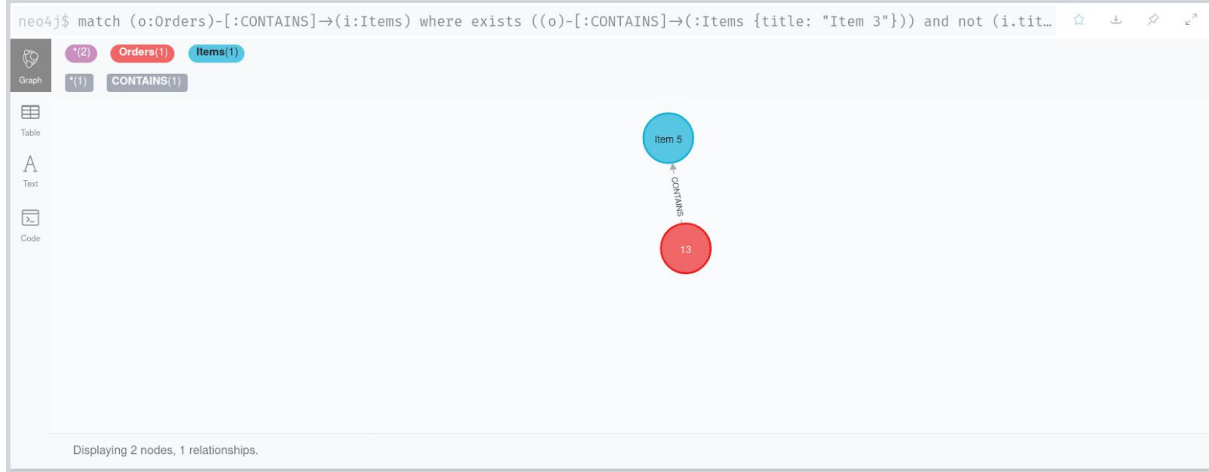 neo4j$ match (o:Orders)-[:CONTAINS]→(i:Items) where exists ((o)-[:CONTAINS]→(:Items {title: "Item 3"})) and not (i.tit…
*(2) Orders(1) Items(1)
Graph
*(1) CONTAINS(1)
Table
A
Text
Code
Item 5
CONTAINS
13
Displaying 2 nodes, 1 relationships.